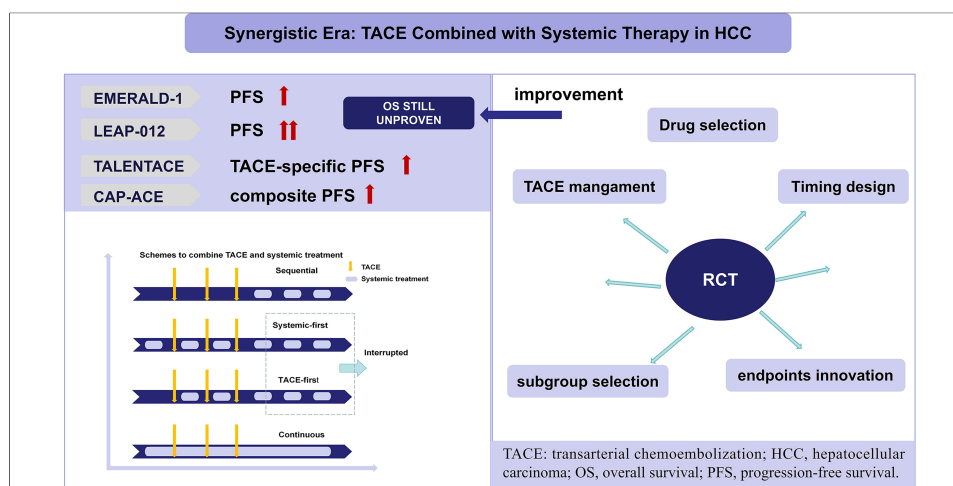 Synergistic Era: TACE Combined with Systemic Therapy in HCC
EMERALD-1 PFS
LEAP-012 PFS
TALENTACE TACE-specific PFS
CAP-ACE composite PFS
OS STILL
UNPROVEN
improvement
Drug selection
TACE mangament
Timing design
RCT
subgroup selection
endpoints innovation
Schemes to combine TACE and systemic treatment
TACE
Systemic treatment
Sequential
Systemic-first
Interrupted
TACE-first
Continuous
TACE: transarterial chemoembolization; HCC, hepatocellular
carcinoma; OS, overall survival; PFS, progression-free survival.